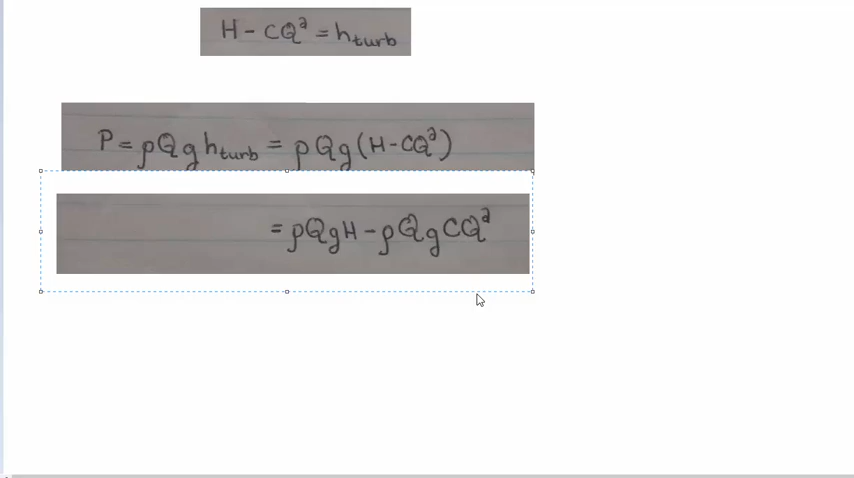 H - CQ² = h_turb
P = ρQgh_turb = ρQg(H - CQ²)
= ρQgH - ρQgCQ²